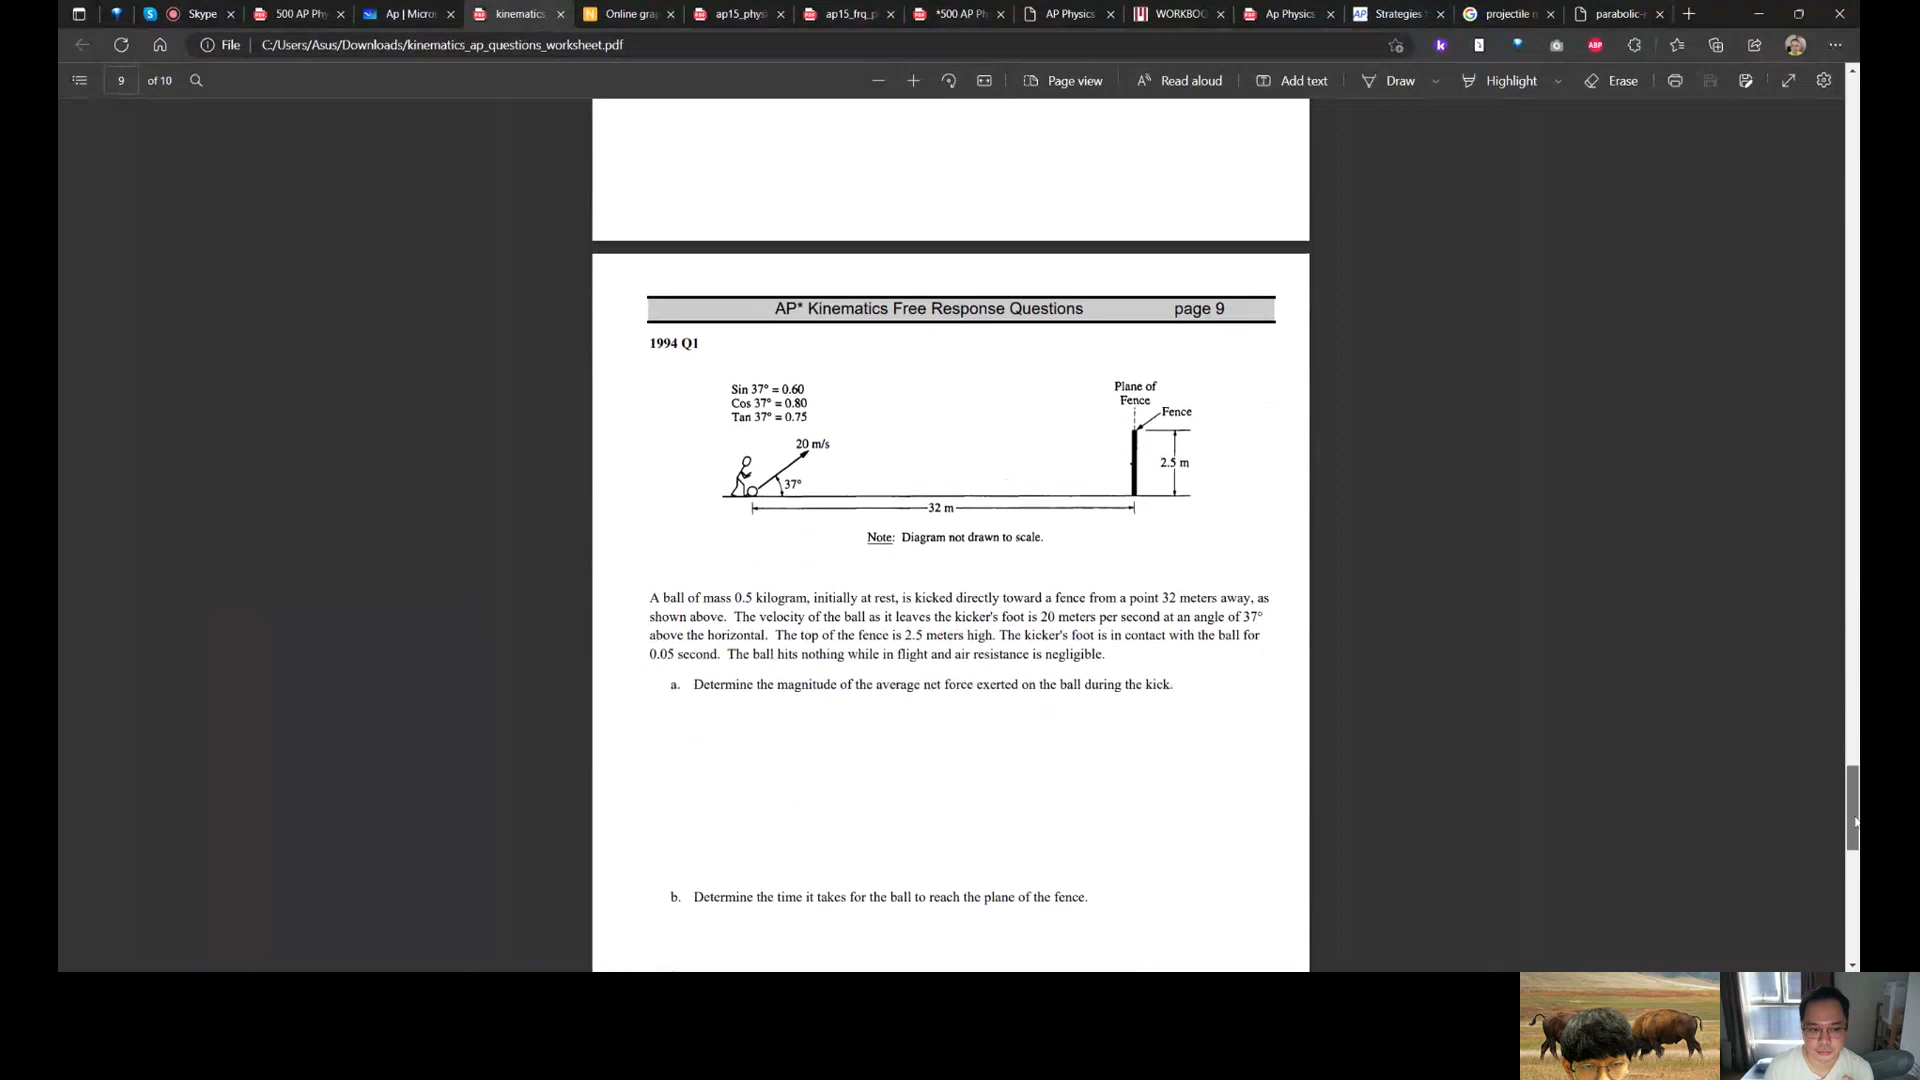 Skype
500 AP Ph
Ap | Micro
kinematics
Online gra
ap15_physi
ap15_frq_p
*500 AP Ph
AP Physics
WORKBOO
Ap Physics
Strategies
projectile
parabolic-
File
C:/Users/Asus/Downloads/kinematics_ap_questions_worksheet.pdf
ABP
9 of 10
Page view
Read aloud
Add text
Draw
Highlight
Erase
AP* Kinematics Free Response Questions page 9
1994 Q1
Sin 37° = 0.60
Cos 37° = 0.80
Tan 37° = 0.75
20 m/s
37°
32 m
Plane of
Fence
Fence
2.5 m
Note: Diagram not drawn to scale.
A ball of mass 0.5 kilogram, initially at rest, is kicked directly toward a fence from a point 32 meters away, as
shown above. The velocity of the ball as it leaves the kicker's foot is 20 meters per second at an angle of 37°
above the horizontal. The top of the fence is 2.5 meters high. The kicker's foot is in contact with the ball for
0.05 second. The ball hits nothing while in flight and air resistance is negligible.
a. Determine the magnitude of the average net force exerted on the ball during the kick.
b. Determine the time it takes for the ball to reach the plane of the fence.